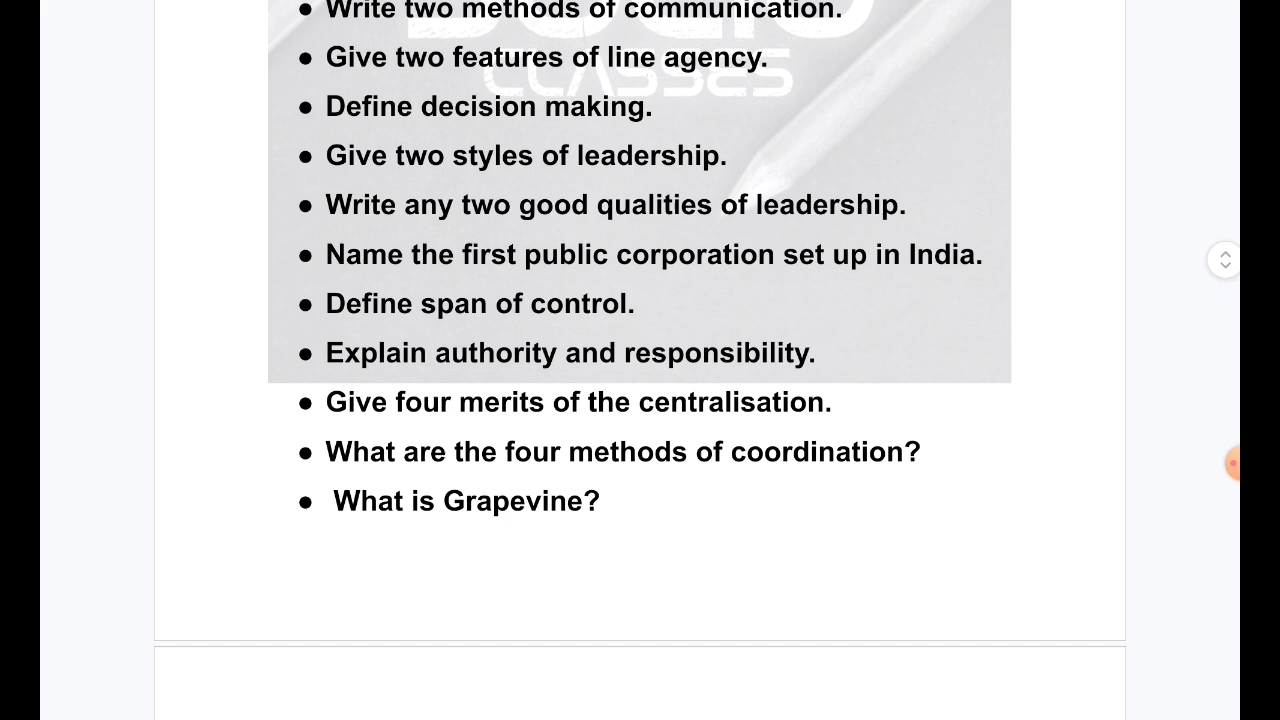 ● Write two methods of communication.
● Give two features of line agency.
CLASSES
● Define decision making.
● Give two styles of leadership.
● Write any two good qualities of leadership.
● Name the first public corporation set up in India.
● Define span of control.
● Explain authority and responsibility.
● Give four merits of the centralisation.
● What are the four methods of coordination?
● What is Grapevine?